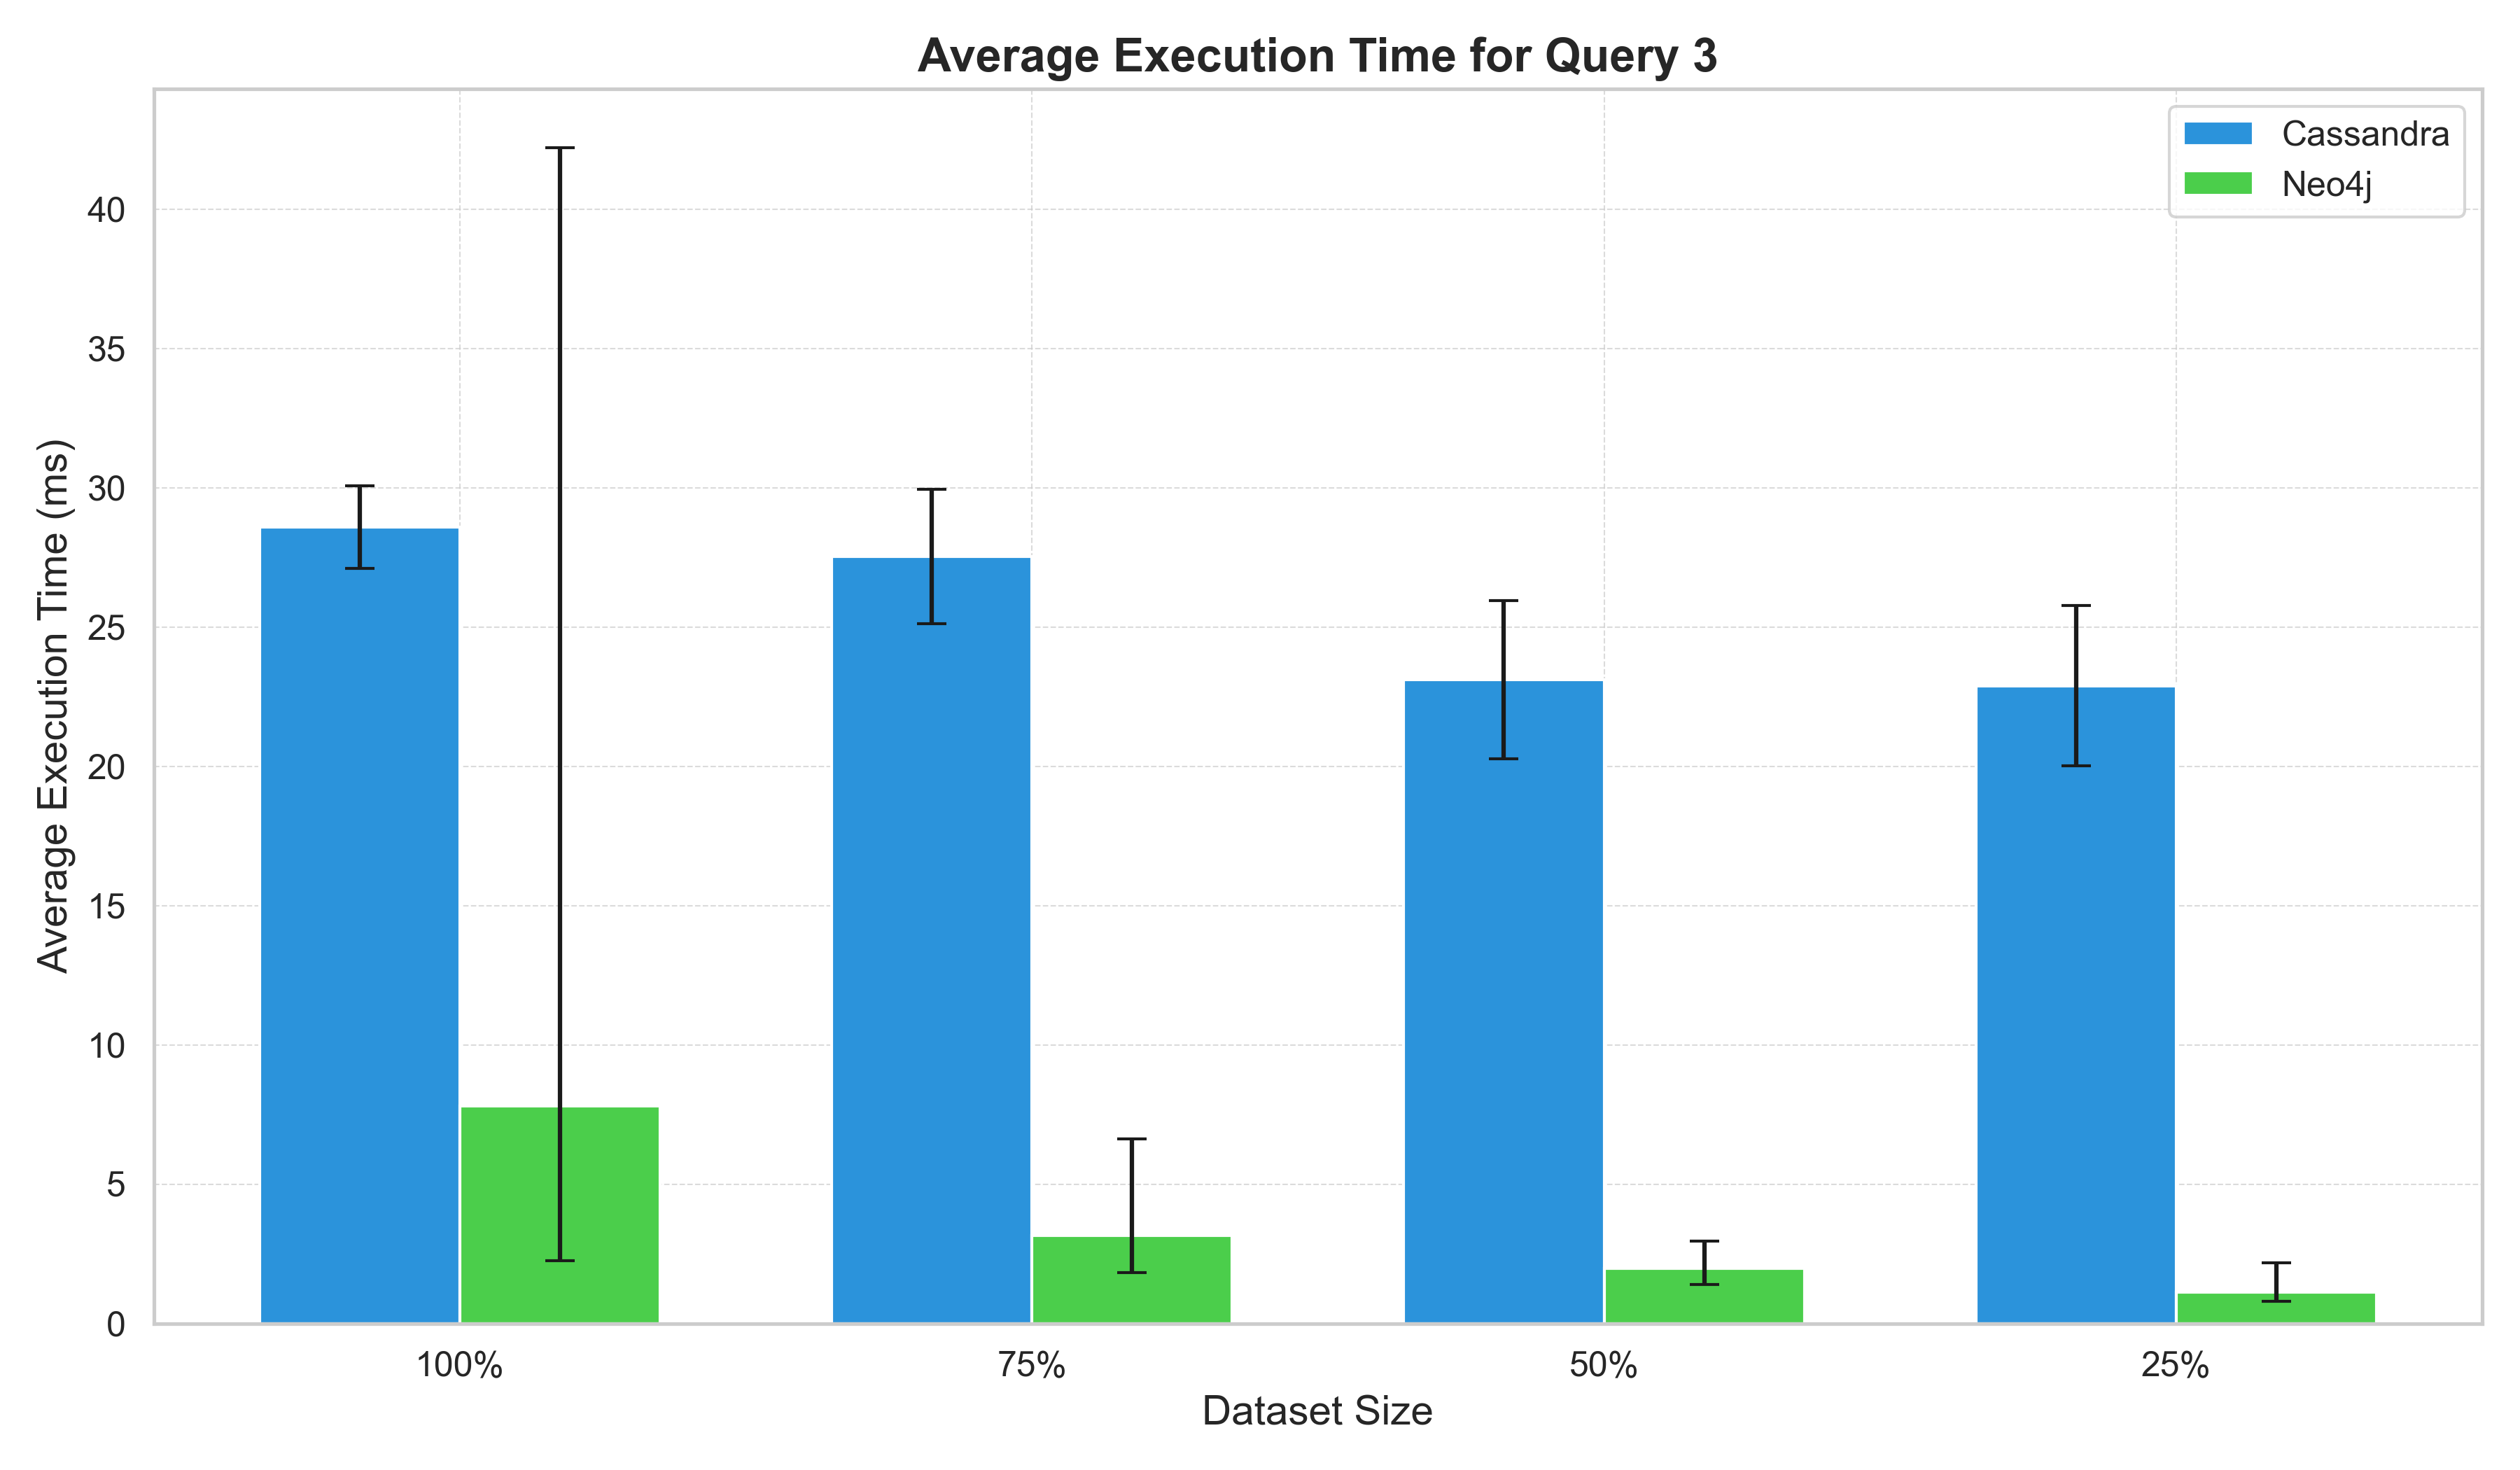 Average Execution Time for Query 3
Cassandra
Neo4j
Average Execution Time (ms)
40
35
30
25
20
15
10
5
0
100%
75%
50%
25%
Dataset Size